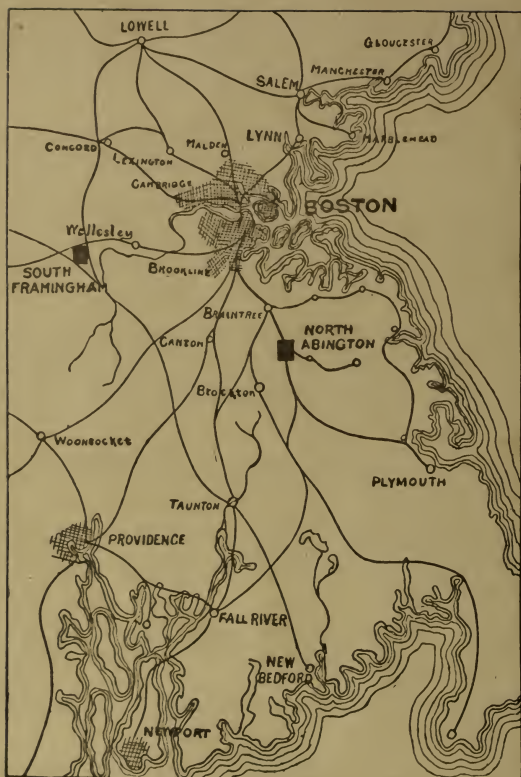 LOWELL
GLOUCESTER
SALEM
MANCHESTER
CONCORD
LEXINGTON
MALDEN
LYNN
MARBLEHEAD
CAMBRIDGE
BOSTON
Wellesley
SOUTH
FRAMINGHAM
BROOKLINE
BRAINTREE
NORTH
ABINGTON
CANTON
BROCKTON
WOONSOCKET
PLYMOUTH
TAUNTON
PROVIDENCE
FALL RIVER
NEW
BEDFORD
NEWPORT